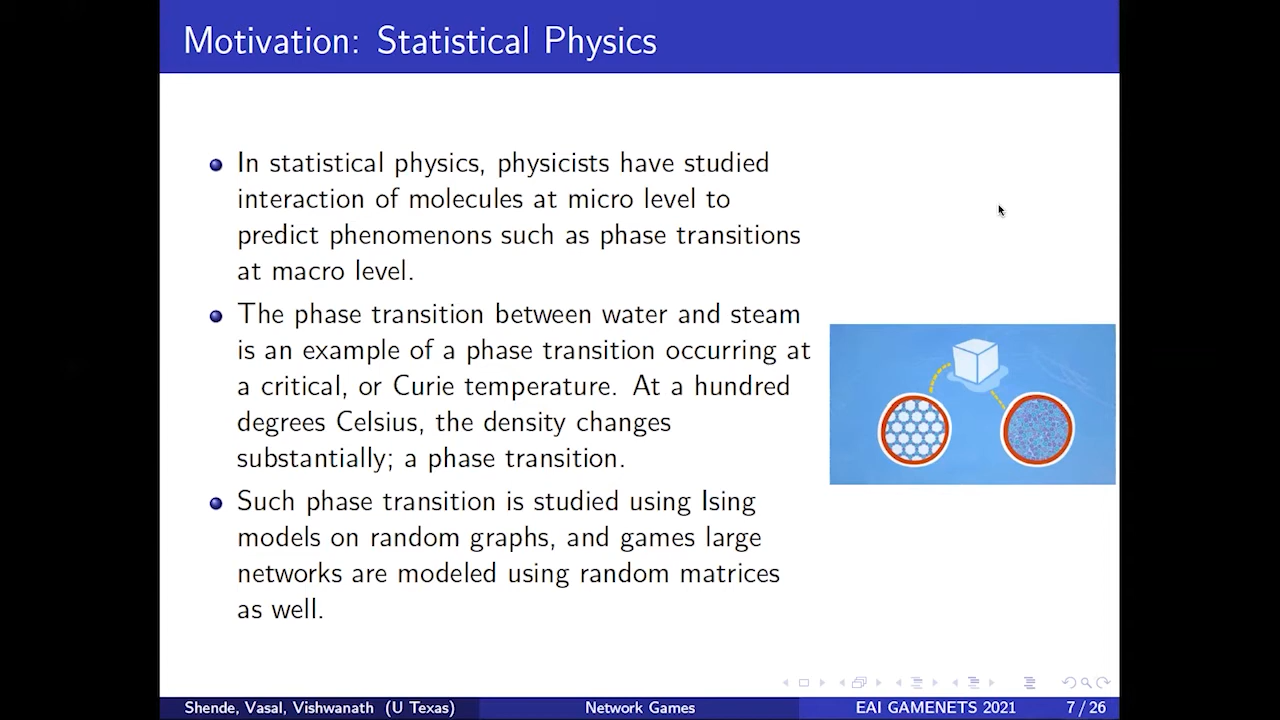 Motivation: Statistical Physics
In statistical physics, physicists have studied
interaction of molecules at micro level to
predict phenomenons such as phase transitions
at macro level.
The phase transition between water and steam
is an example of a phase transition occurring at
a critical, or Curie temperature. At a hundred
degrees Celsius, the density changes
substantially; a phase transition.
Such phase transition is studied using Ising
models on random graphs, and games large
networks are modeled using random matrices
as well.
Shende, Vasal, Vishwanath (U Texas)
Network Games
EAI GAMENETS 2021
7 / 26